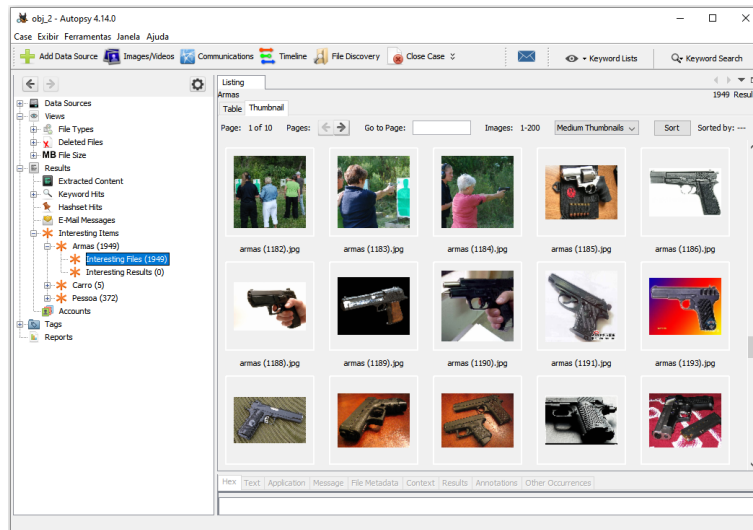 obj_2 - Autopsy 4.14.0
Case Exibir Ferramentas Janela Ajuda
Add Data Source Images/Videos Communications Timeline File Discovery Close Case Keyword Lists Keyword Search
Data Sources
Views
File Types
Deleted Files
MB File Size
Results
Extracted Content
Keyword Hits
Hashset Hits
E-Mail Messages
Interesting Items
Armas (1949)
Interesting Files (1949)
Interesting Results (0)
Carro (5)
Pessoa (372)
Accounts
Tags
Reports
Listing
Armas 1949 Resul
Table Thumbnail
Page: 1 of 10 Pages: Go to Page: Images: 1-200 Medium Thumbnails Sort Sorted by: ---
armas (1182).jpg armas (1183).jpg armas (1184).jpg armas (1185).jpg armas (1186).jpg
armas (1188).jpg armas (1189).jpg armas (1190).jpg armas (1191).jpg armas (1193).jpg
Hex Text Application Message File Metadata Context Results Annotations Other Occurrences